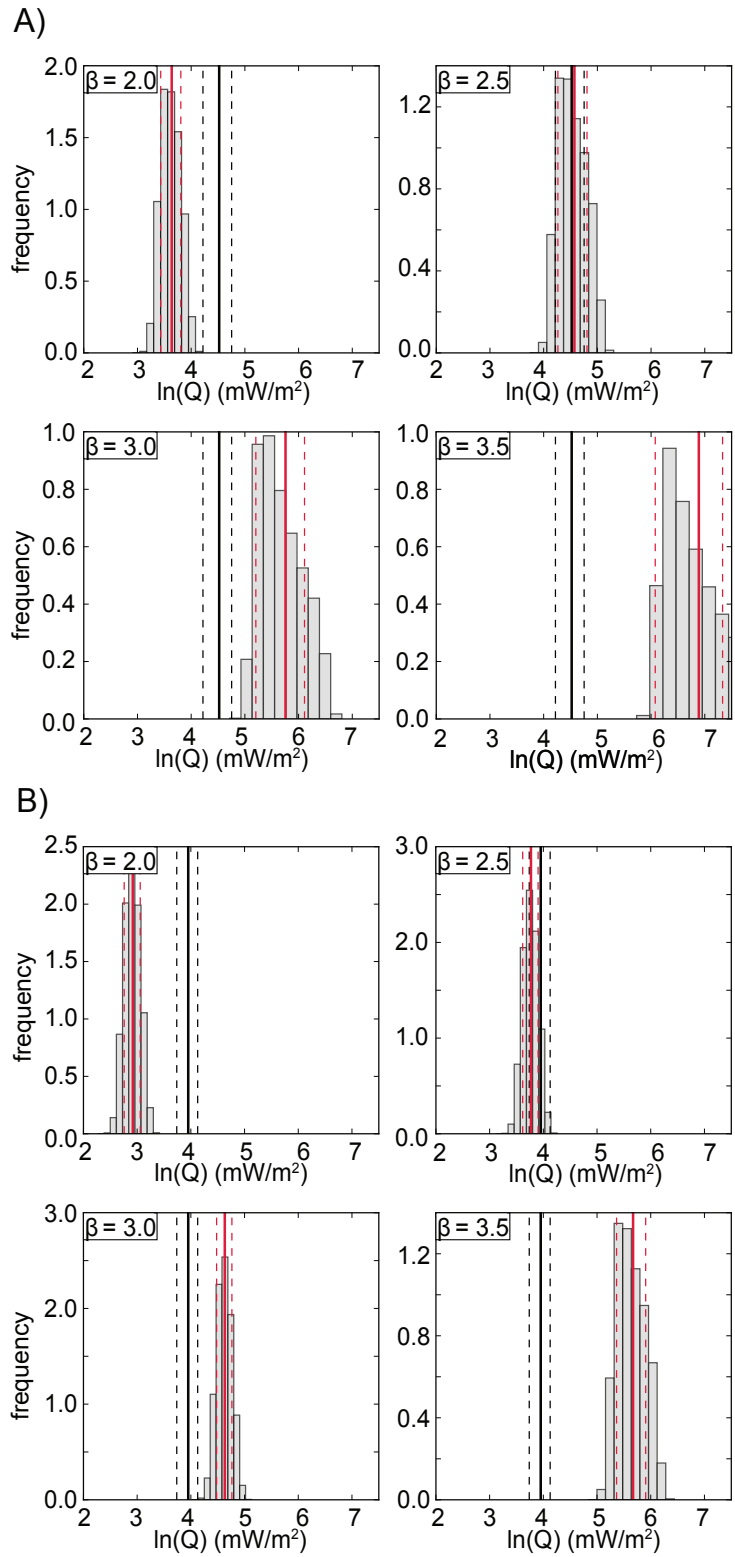 A)
β = 2.0
2.0
1.5
1.0
0.5
0.0
frequency
2 3 4 5 6 7
ln(Q) (mW/m²)
β = 2.5
1.2
0.8
0.4
0.0
2 3 4 5 6 7
ln(Q) (mW/m²)
β = 3.0
1.0
0.8
0.6
0.4
0.2
0.0
frequency
2 3 4 5 6 7
ln(Q) (mW/m²)
β = 3.5
1.0
0.8
0.6
0.4
0.2
0.0
2 3 4 5 6 7
ln(Q) (mW/m²)
B)
β = 2.0
2.5
2.0
1.5
1.0
0.5
0.0
frequency
2 3 4 5 6 7
ln(Q) (mW/m²)
β = 2.5
3.0
2.0
1.0
0.0
2 3 4 5 6 7
ln(Q) (mW/m²)
β = 3.0
3.0
2.0
1.0
0.0
frequency
2 3 4 5 6 7
ln(Q) (mW/m²)
β = 3.5
1.2
0.8
0.4
0.0
2 3 4 5 6 7
ln(Q) (mW/m²)